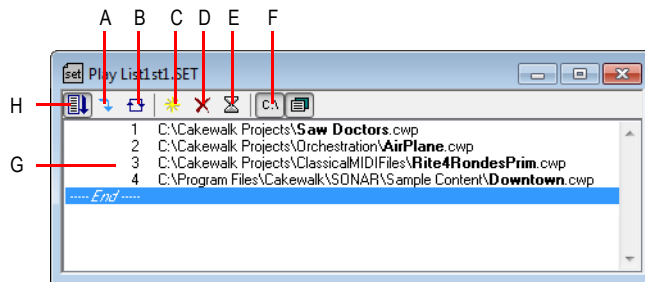 A B C D E F
set Play List1st1.SET
H C:\
1 C:\Cakewalk Projects\Saw Doctors.cwp
2 C:\Cakewalk Projects\Orchestration\AirPlane.cwp
G 3 C:\Cakewalk Projects\ClassicalMIDIFiles\Rite4RondesPrim.cwp
4 C:\Program Files\Cakewalk\SONAR\Sample Content\Downtown.cwp
----- End -----